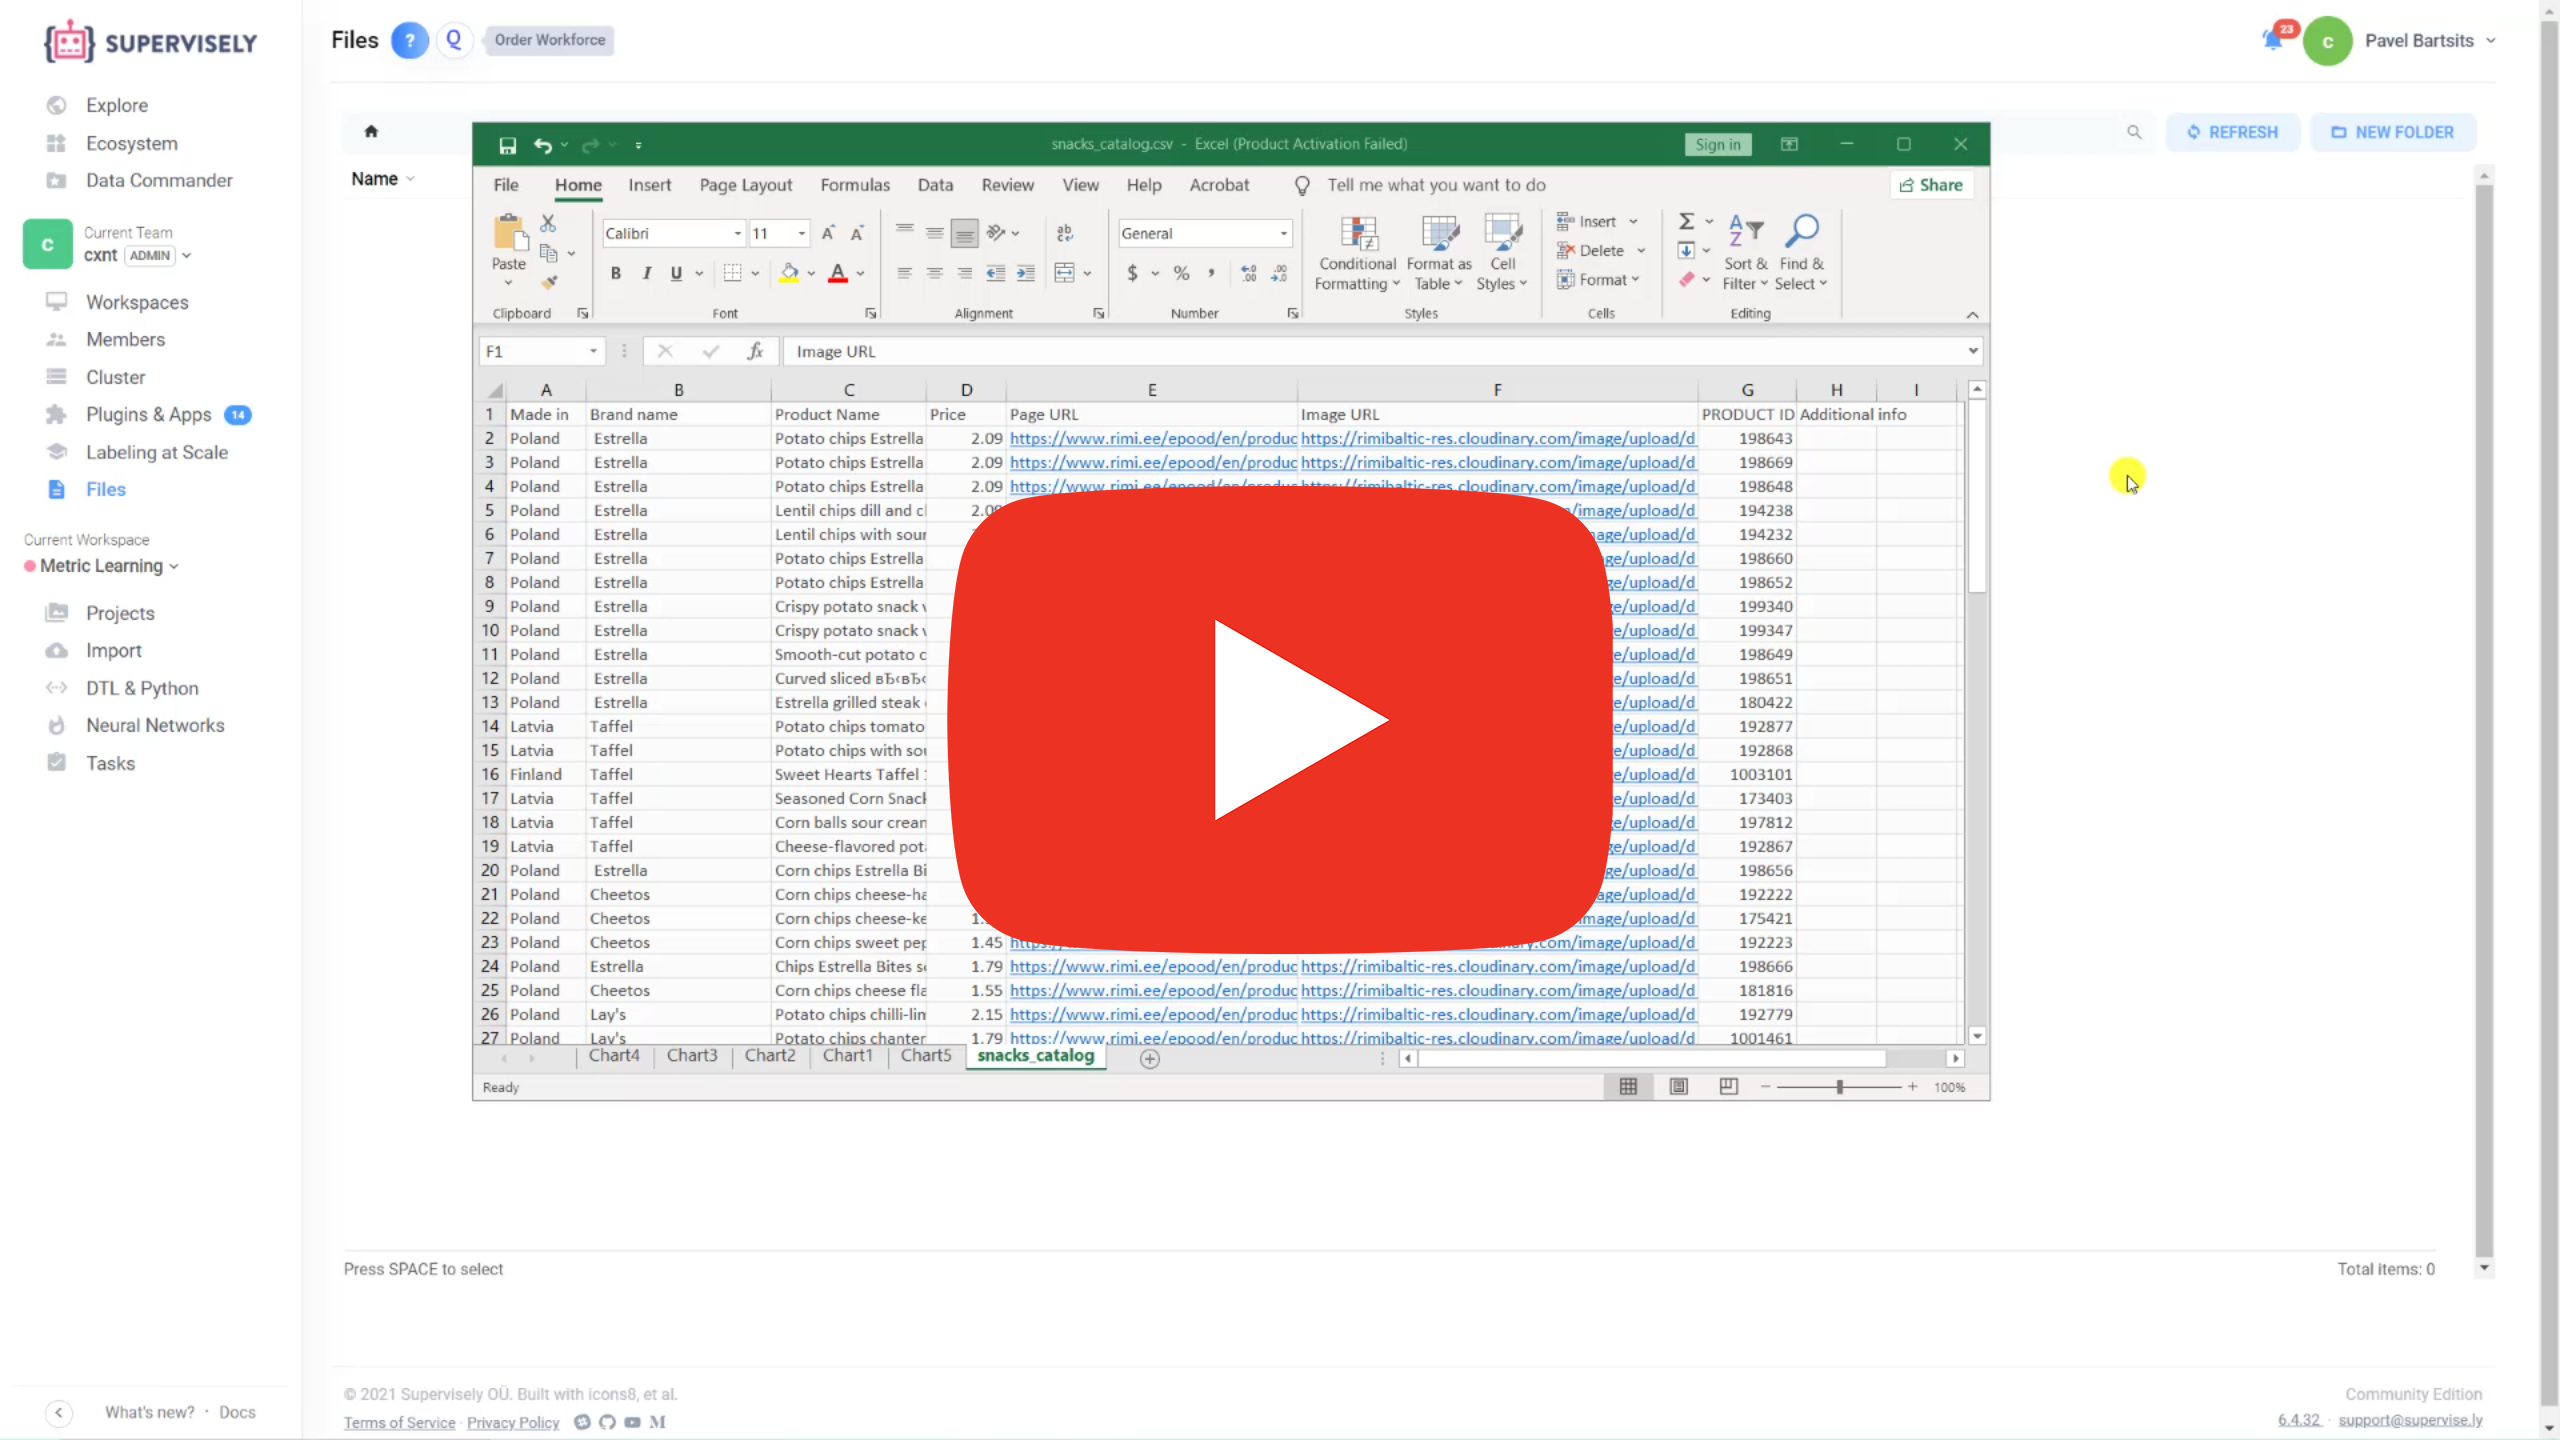 SUPERVISELY
Files ? Q Order Workforce
23 c Pavel Bartsits
Explore
Ecosystem
Data Commander
c Current Team
cxnt ADMIN
Workspaces
Members
Cluster
Plugins & Apps 14
Labeling at Scale
Files
Current Workspace
Metric Learning
Projects
Import
DTL & Python
Neural Networks
Tasks
What's new? · Docs
REFRESH NEW FOLDER
Name
snacks_catalog.csv - Excel (Product Activation Failed) Sign in
File Home Insert Page Layout Formulas Data Review View Help Acrobat Tell me what you want to do Share
Calibri 11 General
Insert
Delete
Format
Paste
Conditional Formatting
Format as Table
Cell Styles
Sort & Filter
Find & Select
Clipboard Font Alignment Number Styles Cells Editing
F1 fx Image URL
A B C D E F G H I
1 Made in Brand name Product Name Price Page URL Image URL PRODUCT ID Additional info
2 Poland Estrella Potato chips Estrella 2.09 https://www.rimi.ee/epood/en/produc https://rimibaltic-res.cloudinary.com/image/upload/d 198643
3 Poland Estrella Potato chips Estrella 2.09 https://www.rimi.ee/epood/en/produc https://rimibaltic-res.cloudinary.com/image/upload/d 198669
4 Poland Estrella Potato chips Estrella 2.09 https://www.rimi.ee/epood/en/produc https://rimibaltic-res.cloudinary.com/image/upload/d 198648
5 Poland Estrella Lentil chips dill and 2.09 /image/upload/d 194238
6 Poland Estrella Lentil chips with sour 194232
7 Poland Estrella Potato chips Estrella ge/upload/d 198660
8 Poland Estrella Potato chips Estrella ge/upload/d 198652
9 Poland Estrella Crispy potato snack e/upload/d 199340
10 Poland Estrella Crispy potato snack e/upload/d 199347
11 Poland Estrella Smooth-cut potato c e/upload/d 198649
12 Poland Estrella Curved sliced e/upload/d 198651
13 Poland Estrella Estrella grilled steak e/upload/d 180422
14 Latvia Taffel Potato chips tomato e/upload/d 192877
15 Latvia Taffel Potato chips with sou e/upload/d 192868
16 Finland Taffel Sweet Hearts Taffel e/upload/d 1003101
17 Latvia Taffel Seasoned Corn Snack e/upload/d 173403
18 Latvia Taffel Corn balls sour cream e/upload/d 197812
19 Latvia Taffel Cheese-flavored pot e/upload/d 192867
20 Poland Estrella Corn chips Estrella Bi e/upload/d 198656
21 Poland Cheetos Corn chips cheese-ha age/upload/d 192222
22 Poland Cheetos Corn chips cheese-ke 1. mage/upload/d 175421
23 Poland Cheetos Corn chips sweet pep 1.45 /image/upload/d 192223
24 Poland Estrella Chips Estrella Bites s 1.79 https://www.rimi.ee/epood/en/produc https://rimibaltic-res.cloudinary.com/image/upload/d 198666
25 Poland Cheetos Corn chips cheese fla 1.55 https://www.rimi.ee/epood/en/produc https://rimibaltic-res.cloudinary.com/image/upload/d 181816
26 Poland Lay's Potato chips chilli-lim 2.15 https://www.rimi.ee/epood/en/produc https://rimibaltic-res.cloudinary.com/image/upload/d 192779
27 Poland Lay's Potato chips chanter 1.79 https://www.rimi.ee/epood/en/produc https://rimibaltic-res.cloudinary.com/image/upload/d 1001461
Chart4 Chart3 Chart2 Chart1 Chart5 snacks_catalog
Ready 100%
Press SPACE to select Total items: 0
© 2021 Supervisely OÜ. Built with icons8, et al. Community Edition
Terms of Service · Privacy Policy 6.4.32 · support@supervise.ly